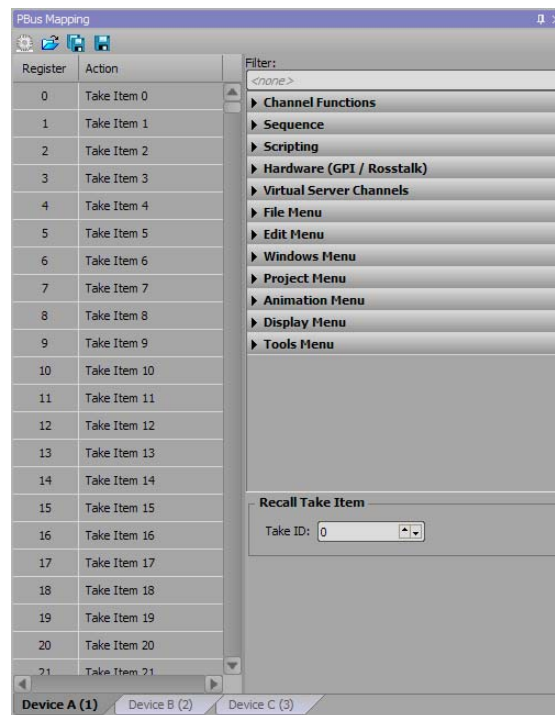 PBus Mapping
Register Action
0 Take Item 0
1 Take Item 1
2 Take Item 2
3 Take Item 3
4 Take Item 4
5 Take Item 5
6 Take Item 6
7 Take Item 7
8 Take Item 8
9 Take Item 9
10 Take Item 10
11 Take Item 11
12 Take Item 12
13 Take Item 13
14 Take Item 14
15 Take Item 15
16 Take Item 16
17 Take Item 17
18 Take Item 18
19 Take Item 19
20 Take Item 20
21 Take Item 21
Filter:
<none>
Channel Functions
Sequence
Scripting
Hardware (GPI / Rosstalk)
Virtual Server Channels
File Menu
Edit Menu
Windows Menu
Project Menu
Animation Menu
Display Menu
Tools Menu
Recall Take Item
Take ID: 0
Device A (1) Device B (2) Device C (3)